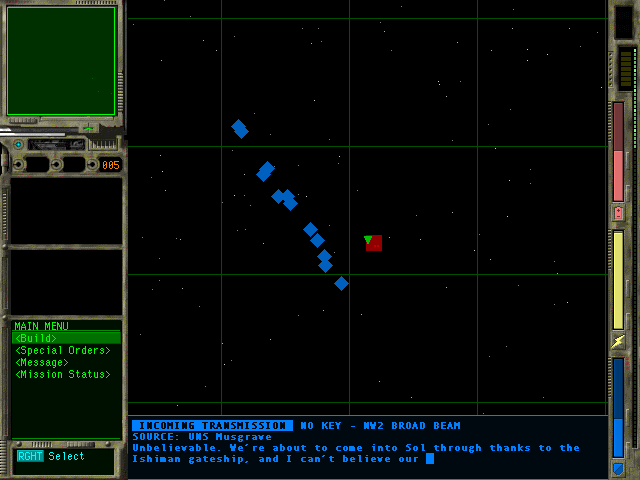 005
MAIN MENU
<Build>
<Special Orders>
<Message>
<Mission Status>
RGHT Select
INCOMING TRANSMISSION NO KEY - NW2 BROAD BEAM
SOURCE: UNS Musgrave
Unbelievable. We're about to come into Sol through thanks to the
Ishiman gateship, and I can't believe our